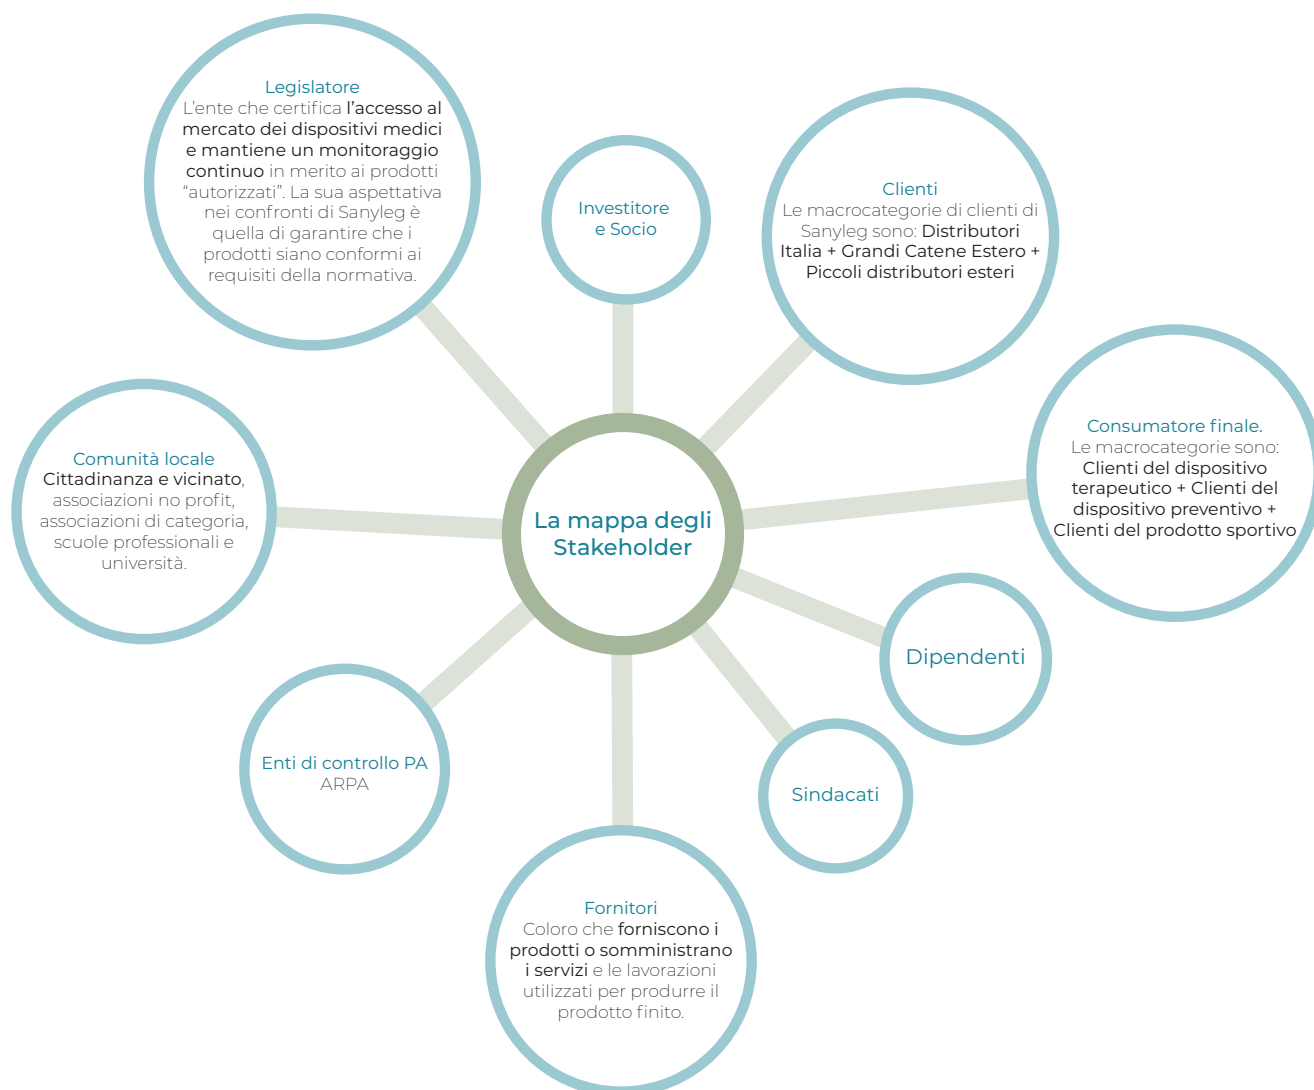 Legislatore
L’ente che certifica l’accesso al
mercato dei dispositivi medici
e mantiene un monitoraggio
continuo in merito ai prodotti
“autorizzati”. La sua aspettativa
nei confronti di Sanyleg è
quella di garantire che i
prodotti siano conformi ai
requisiti della normativa.
Investitore
e Socio
Clienti
Le macrocategorie di clienti di
Sanyleg sono: Distributori
Italia + Grandi Catene Estero +
Piccoli distributori esteri
Consumatore finale.
Le macrocategorie sono:
Clienti del dispositivo
terapeutico + Clienti del
dispositivo preventivo +
Clienti del prodotto sportivo
Comunità locale
Cittadinanza e vicinato,
associazioni no profit,
associazioni di categoria,
scuole professionali e
università.
La mappa degli
Stakeholder
Dipendenti
Enti di controllo PA
ARPA
Sindacati
Fornitori
Coloro che forniscono i
prodotti o somministrano
i servizi e le lavorazioni
utilizzati per produrre il
prodotto finito.